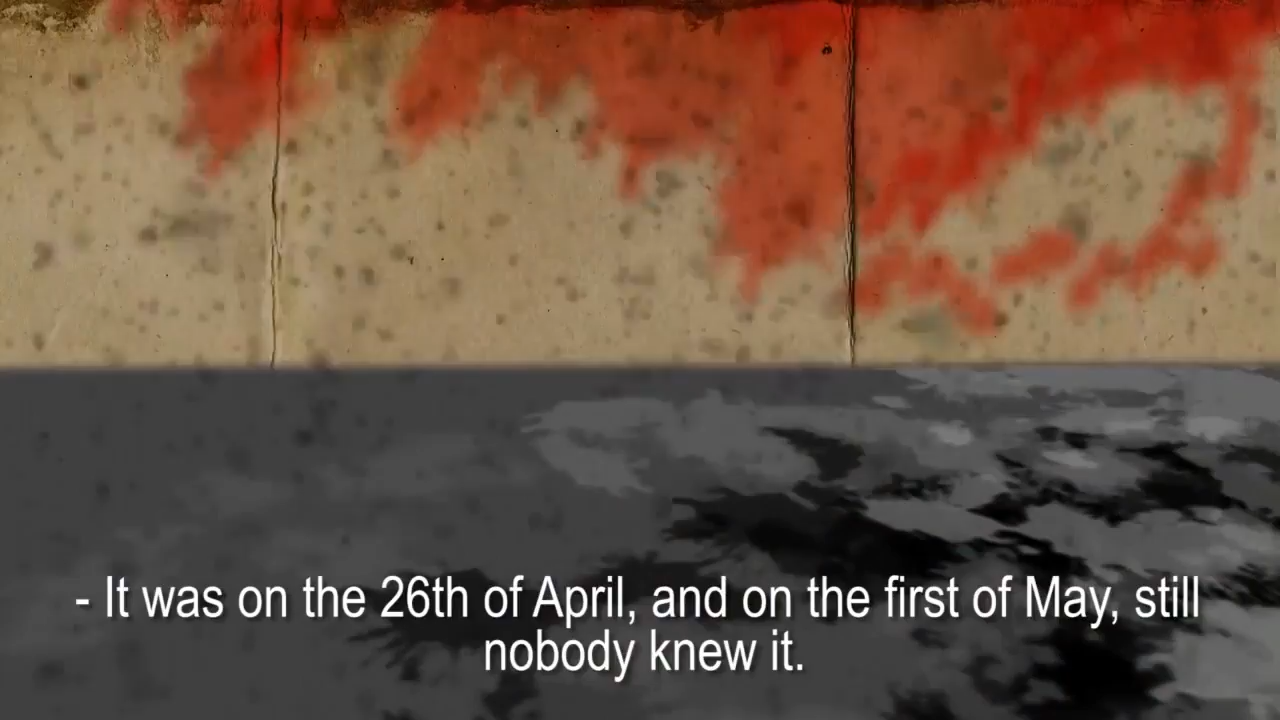 - It was on the 26th of April, and on the first of May, still
nobody knew it.